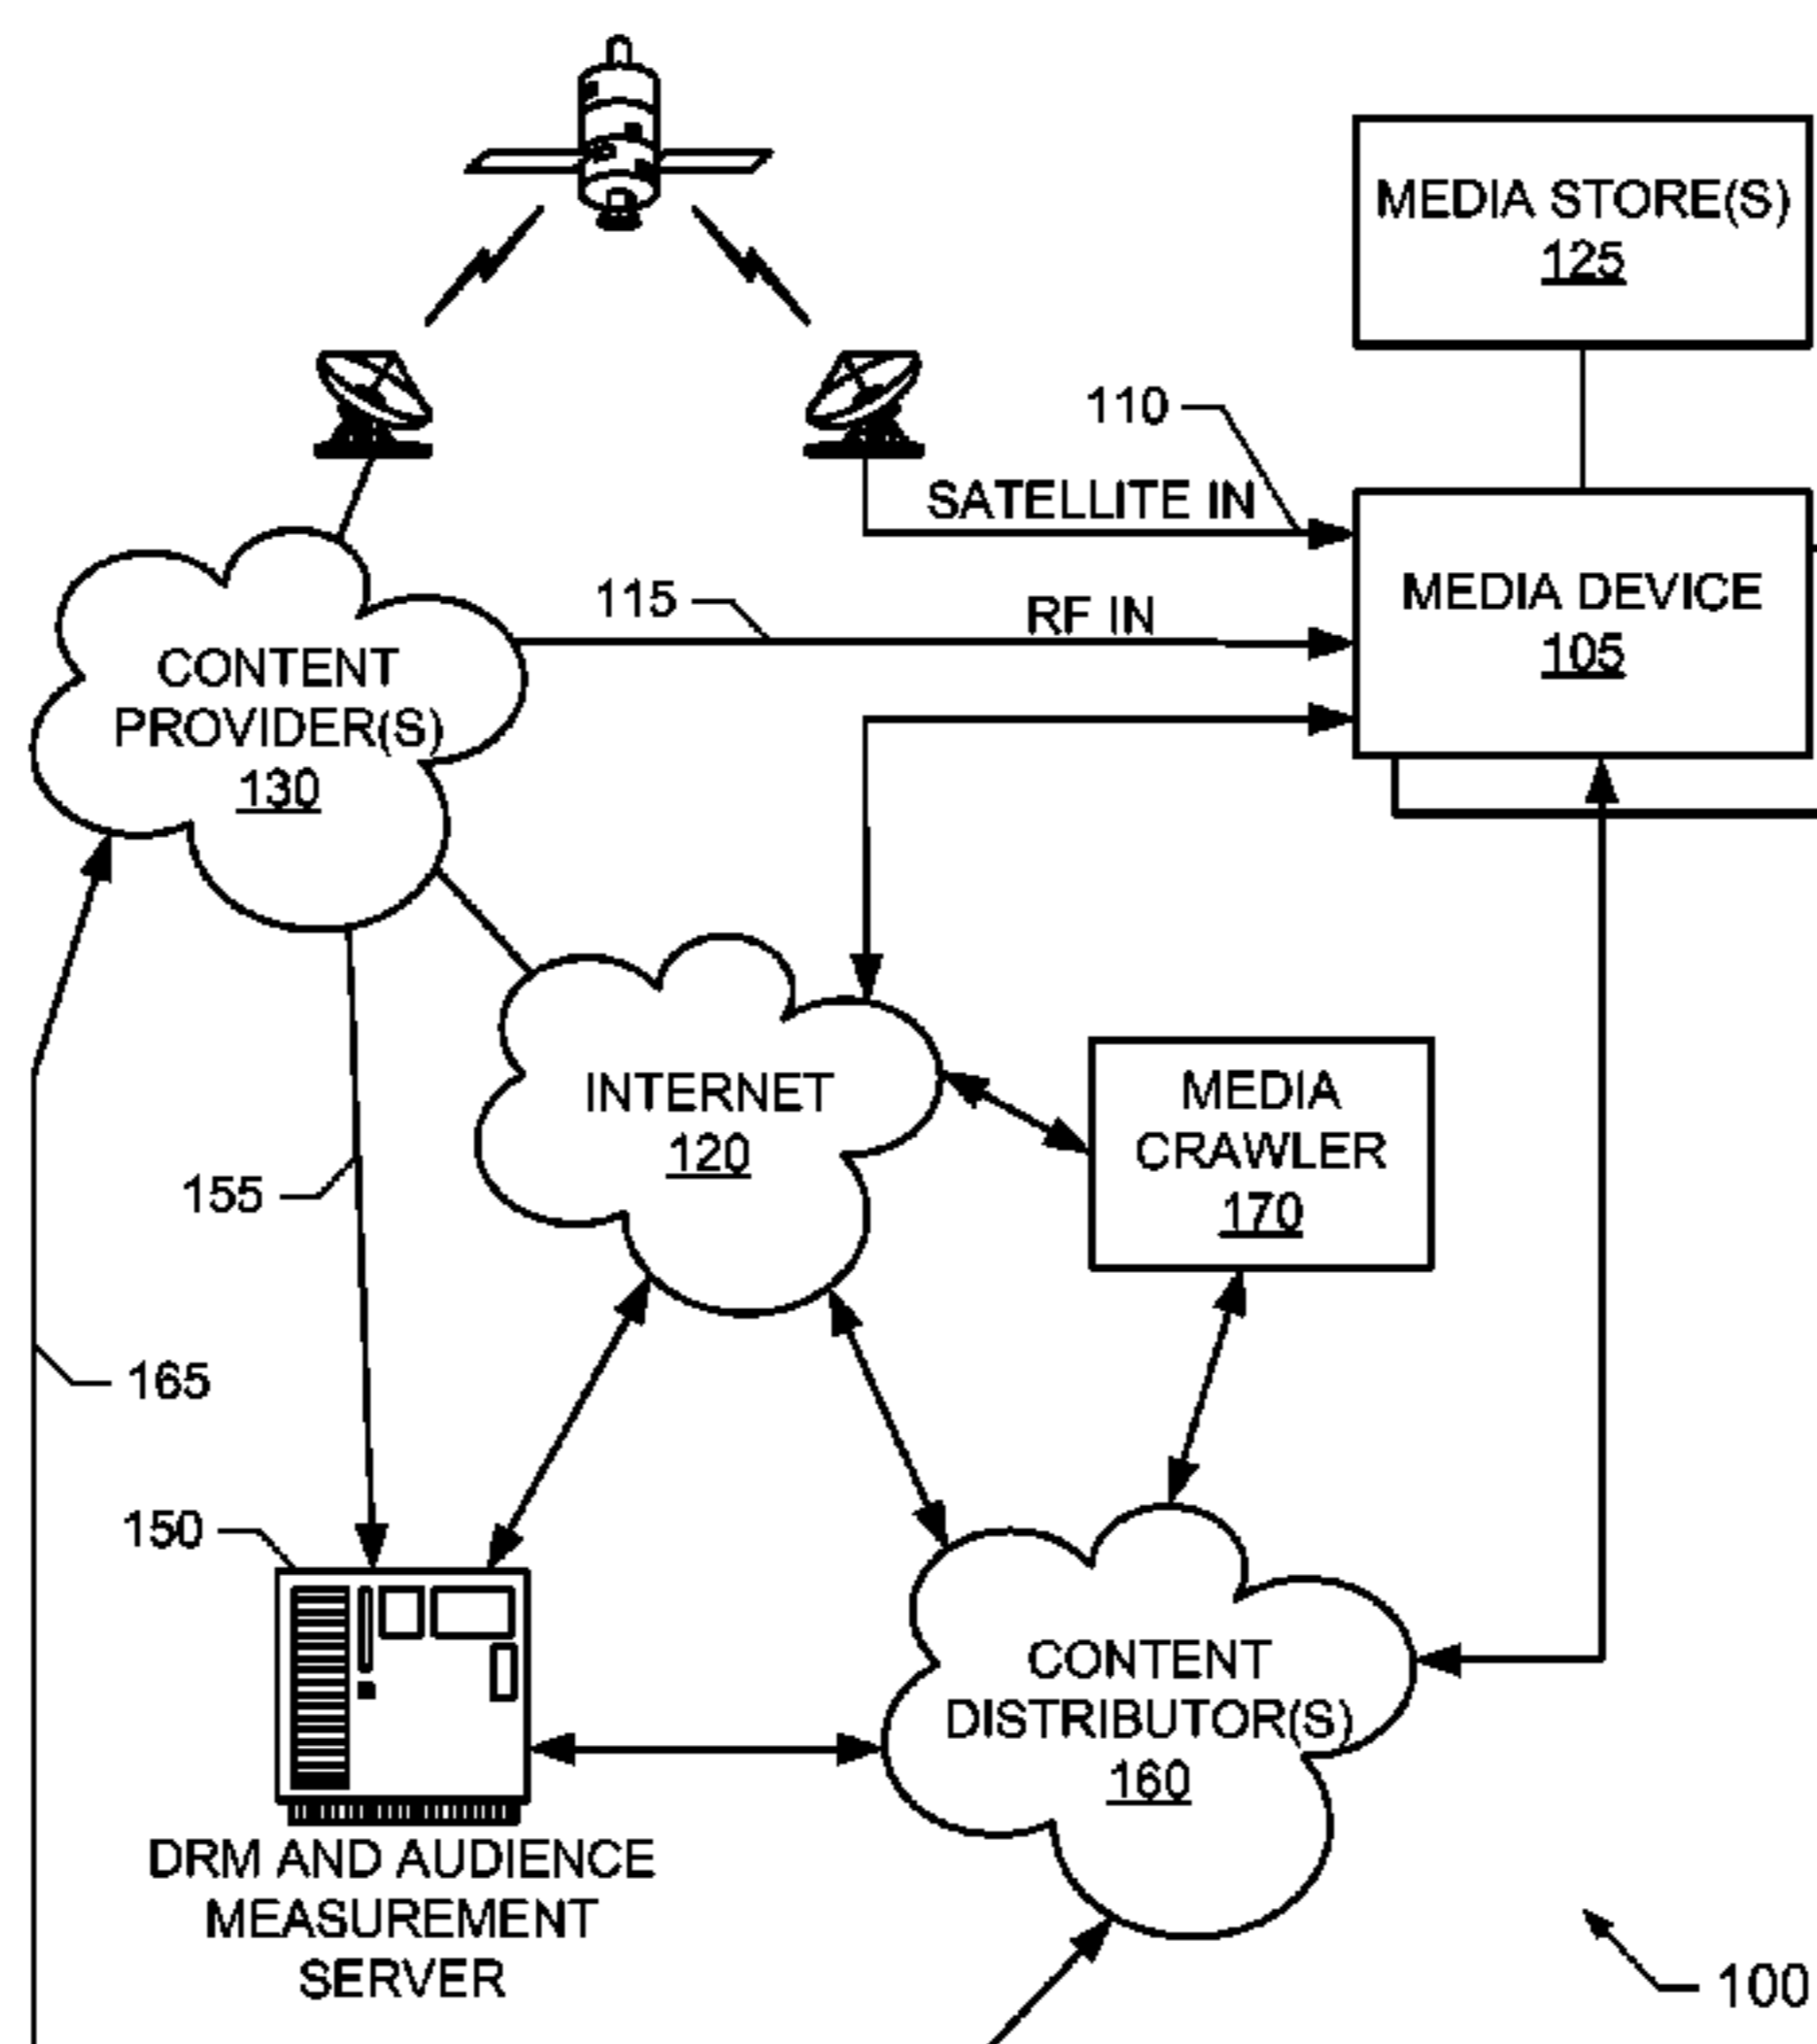 MEDIA STORE(S)
125
110
SATELLITE IN
MEDIA DEVICE
105
115
RF IN
CONTENT
PROVIDER(S)
130
INTERNET
120
MEDIA
CRAWLER
170
155
165
150
CONTENT
DISTRIBUTOR(S)
160
DRM AND AUDIENCE
MEASUREMENT
SERVER
100